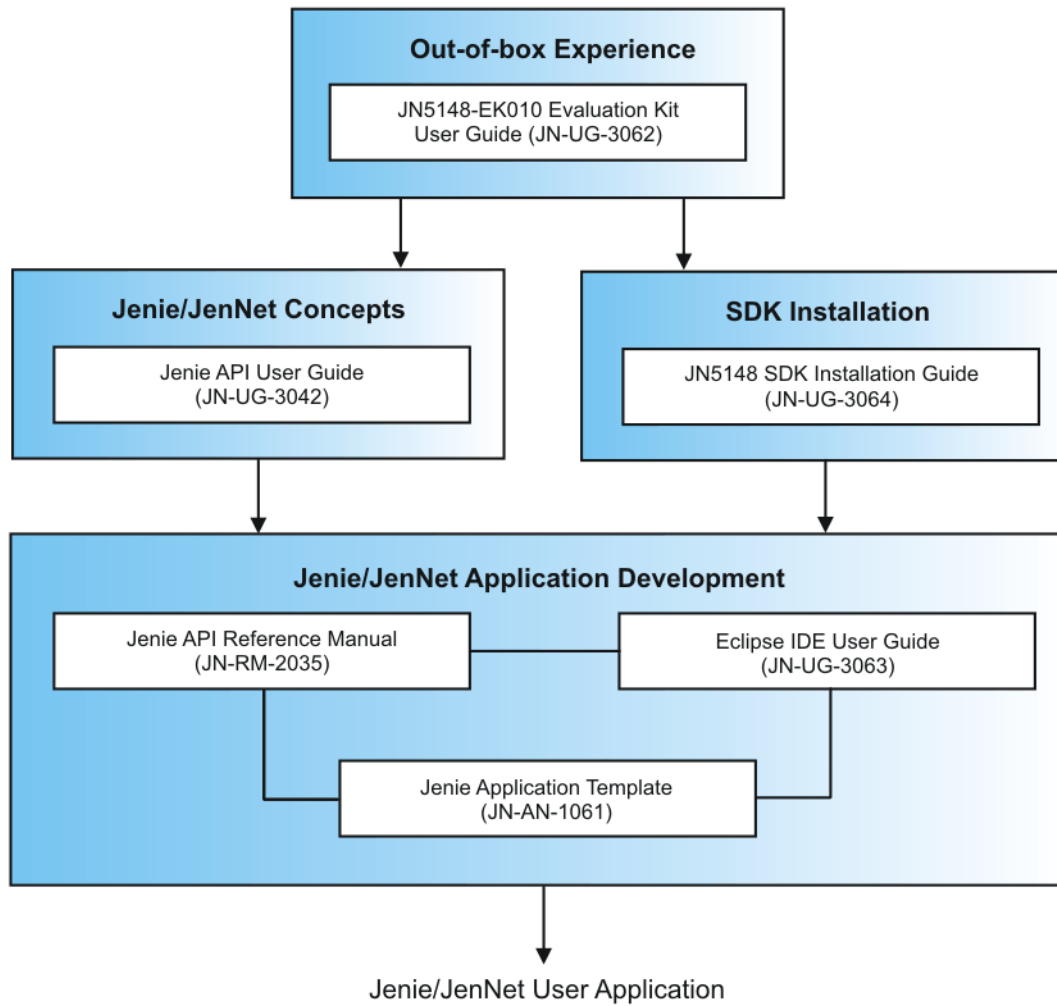 Out-of-box Experience
JN5148-EK010 Evaluation Kit
User Guide (JN-UG-3062)
Jenie/JenNet Concepts
Jenie API User Guide
(JN-UG-3042)
SDK Installation
JN5148 SDK Installation Guide
(JN-UG-3064)
Jenie/JenNet Application Development
Jenie API Reference Manual
(JN-RM-2035)
Eclipse IDE User Guide
(JN-UG-3063)
Jenie Application Template
(JN-AN-1061)
Jenie/JenNet User Application